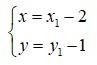 x = x₁ − 2
y = y₁ − 1